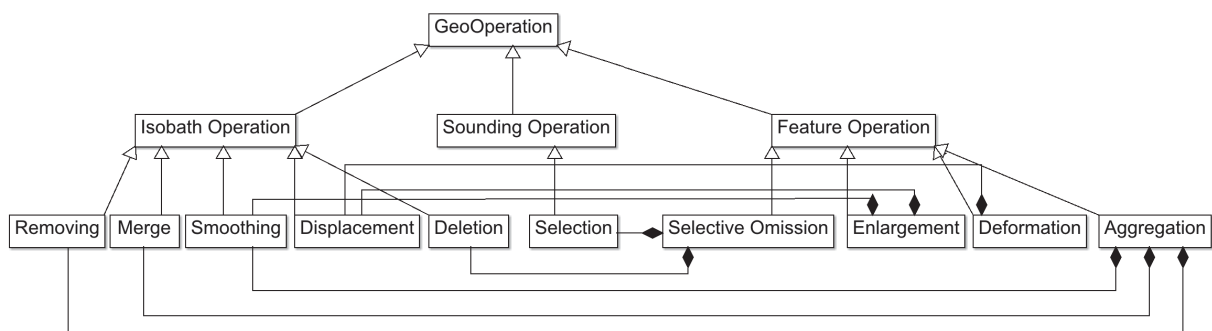 GeoOperation
Isobath Operation
Sounding Operation
Feature Operation
Removing
Merge
Smoothing
Displacement
Deletion
Selection
Selective Omission
Enlargement
Deformation
Aggregation